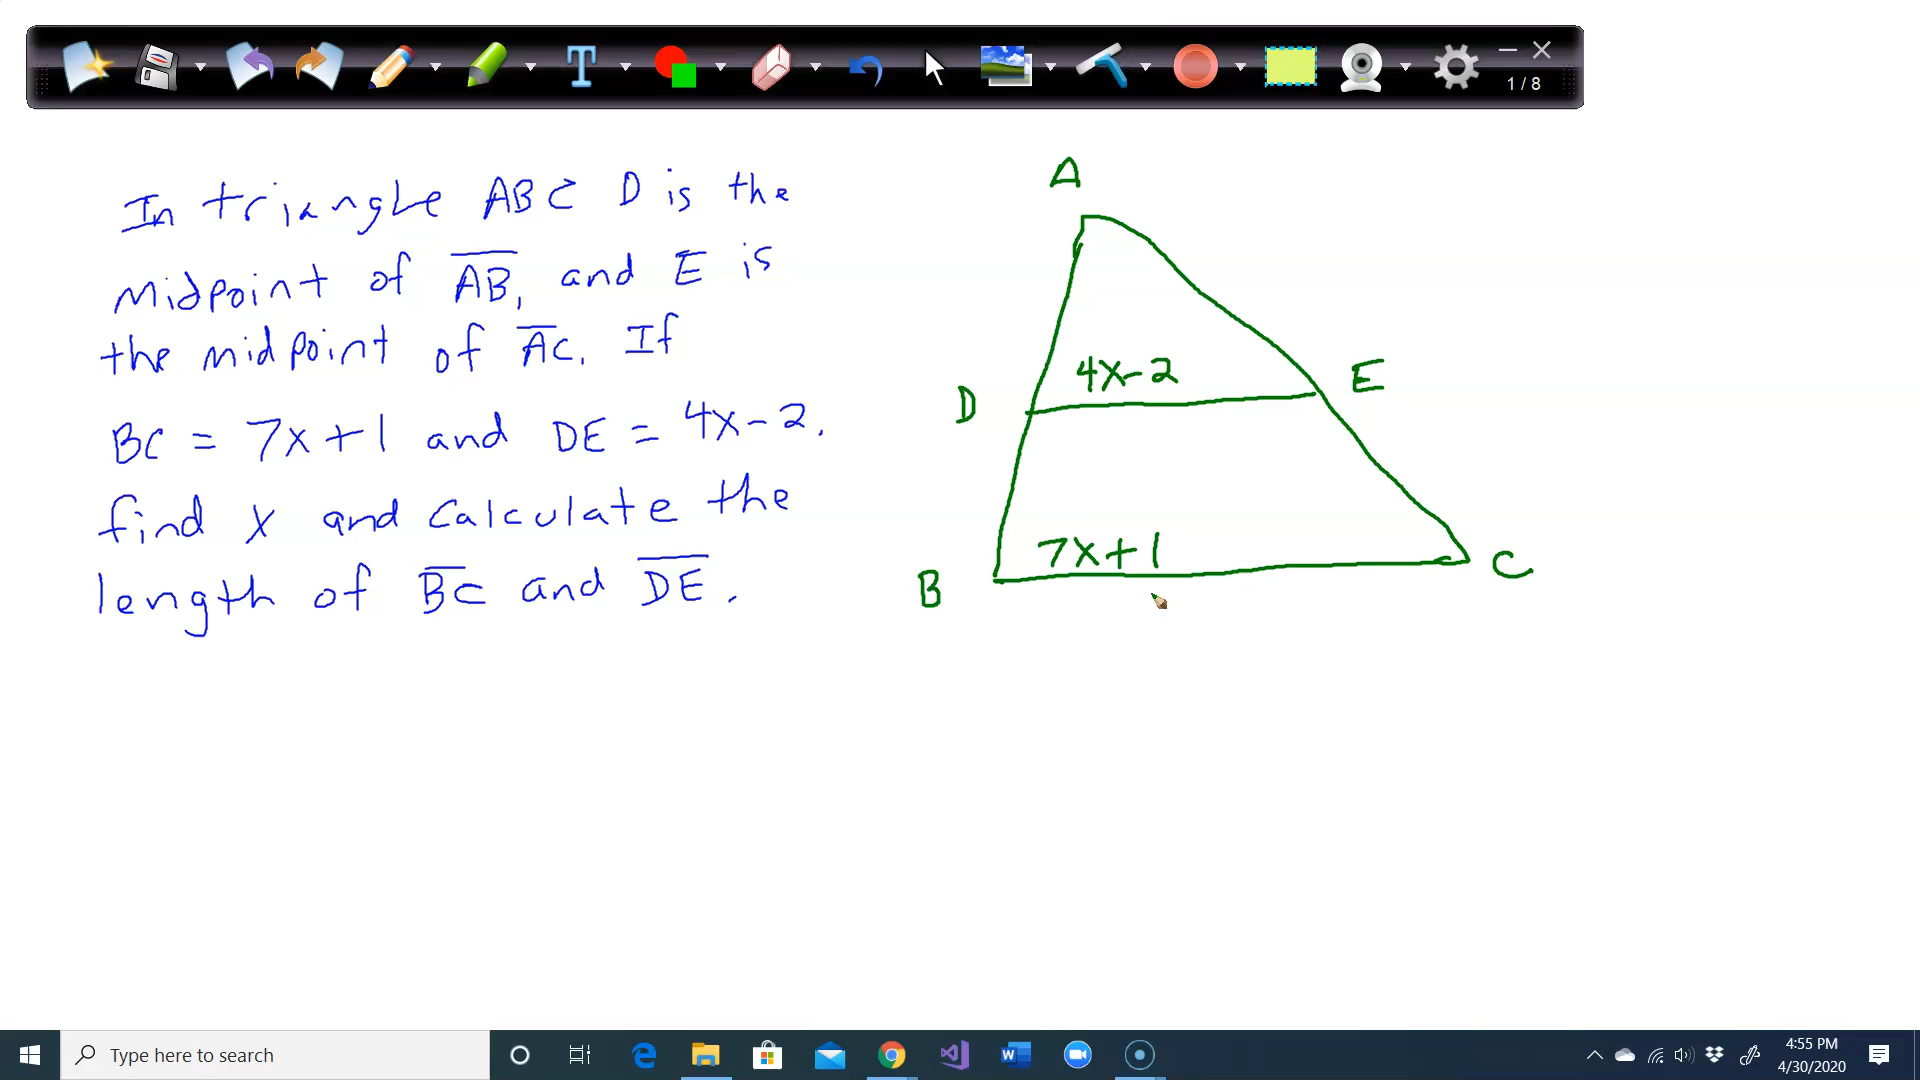 1 / 8
In triangle ABC D is the
midpoint of AB, and E is
the midpoint of AC. If
BC = 7x+1 and DE = 4x-2.
find x and calculate the
length of BC and DE.
A
4x-2
D
E
7x+1
B
C
Type here to search
4:55 PM
4/30/2020